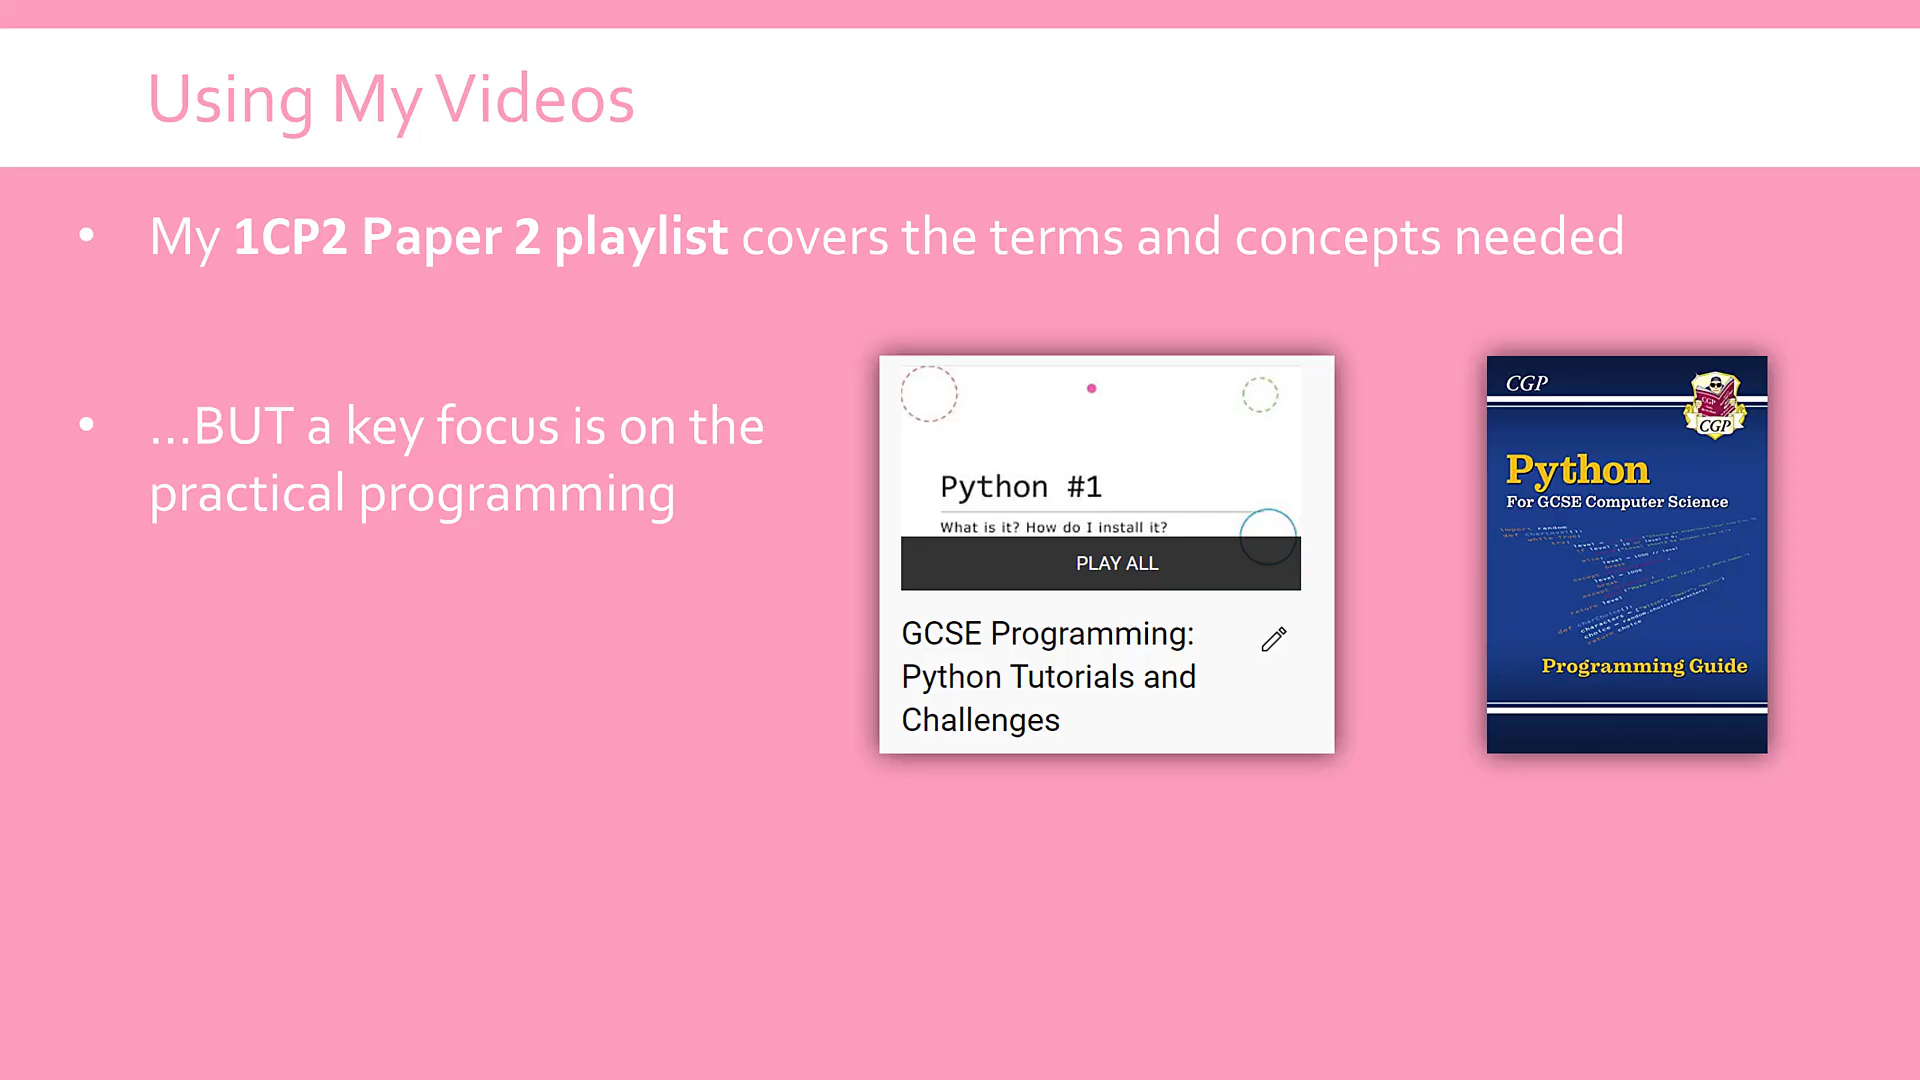 Using My Videos
• My 1CP2 Paper 2 playlist covers the terms and concepts needed
• ...BUT a key focus is on the
practical programming
Python #1
What is it? How do I install it?
PLAY ALL
GCSE Programming:
Python Tutorials and
Challenges
CGP
CGP
Python
For GCSE Computer Science
import random
Programming Guide